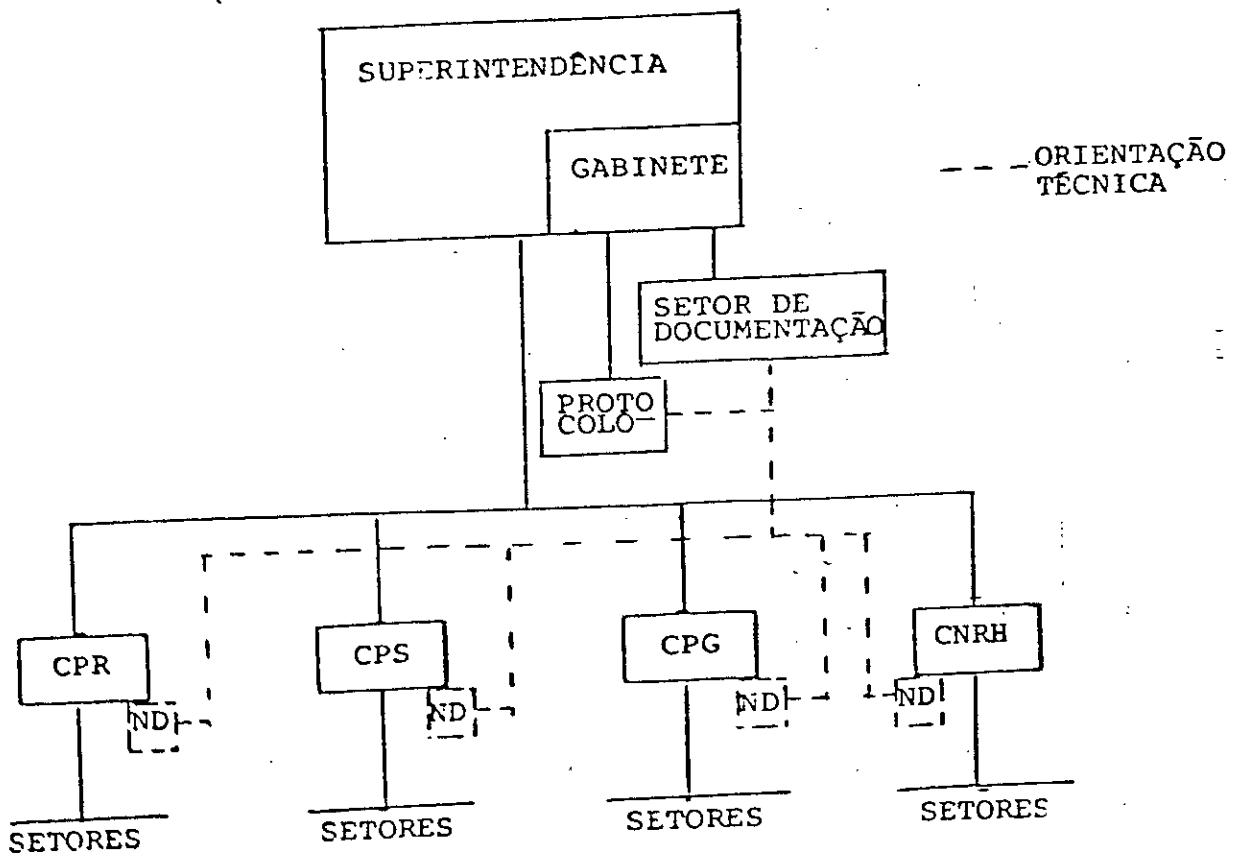 SUPERINTENDÊNCIA
GABINETE
ORIENTAÇÃO
TÉCNICA
SETOR DE
DOCUMENTAÇÃO
PROTO
COLO
CPR
CPS
CPG
CNRH
ND
ND
ND
ND
SETORES
SETORES
SETORES
SETORES